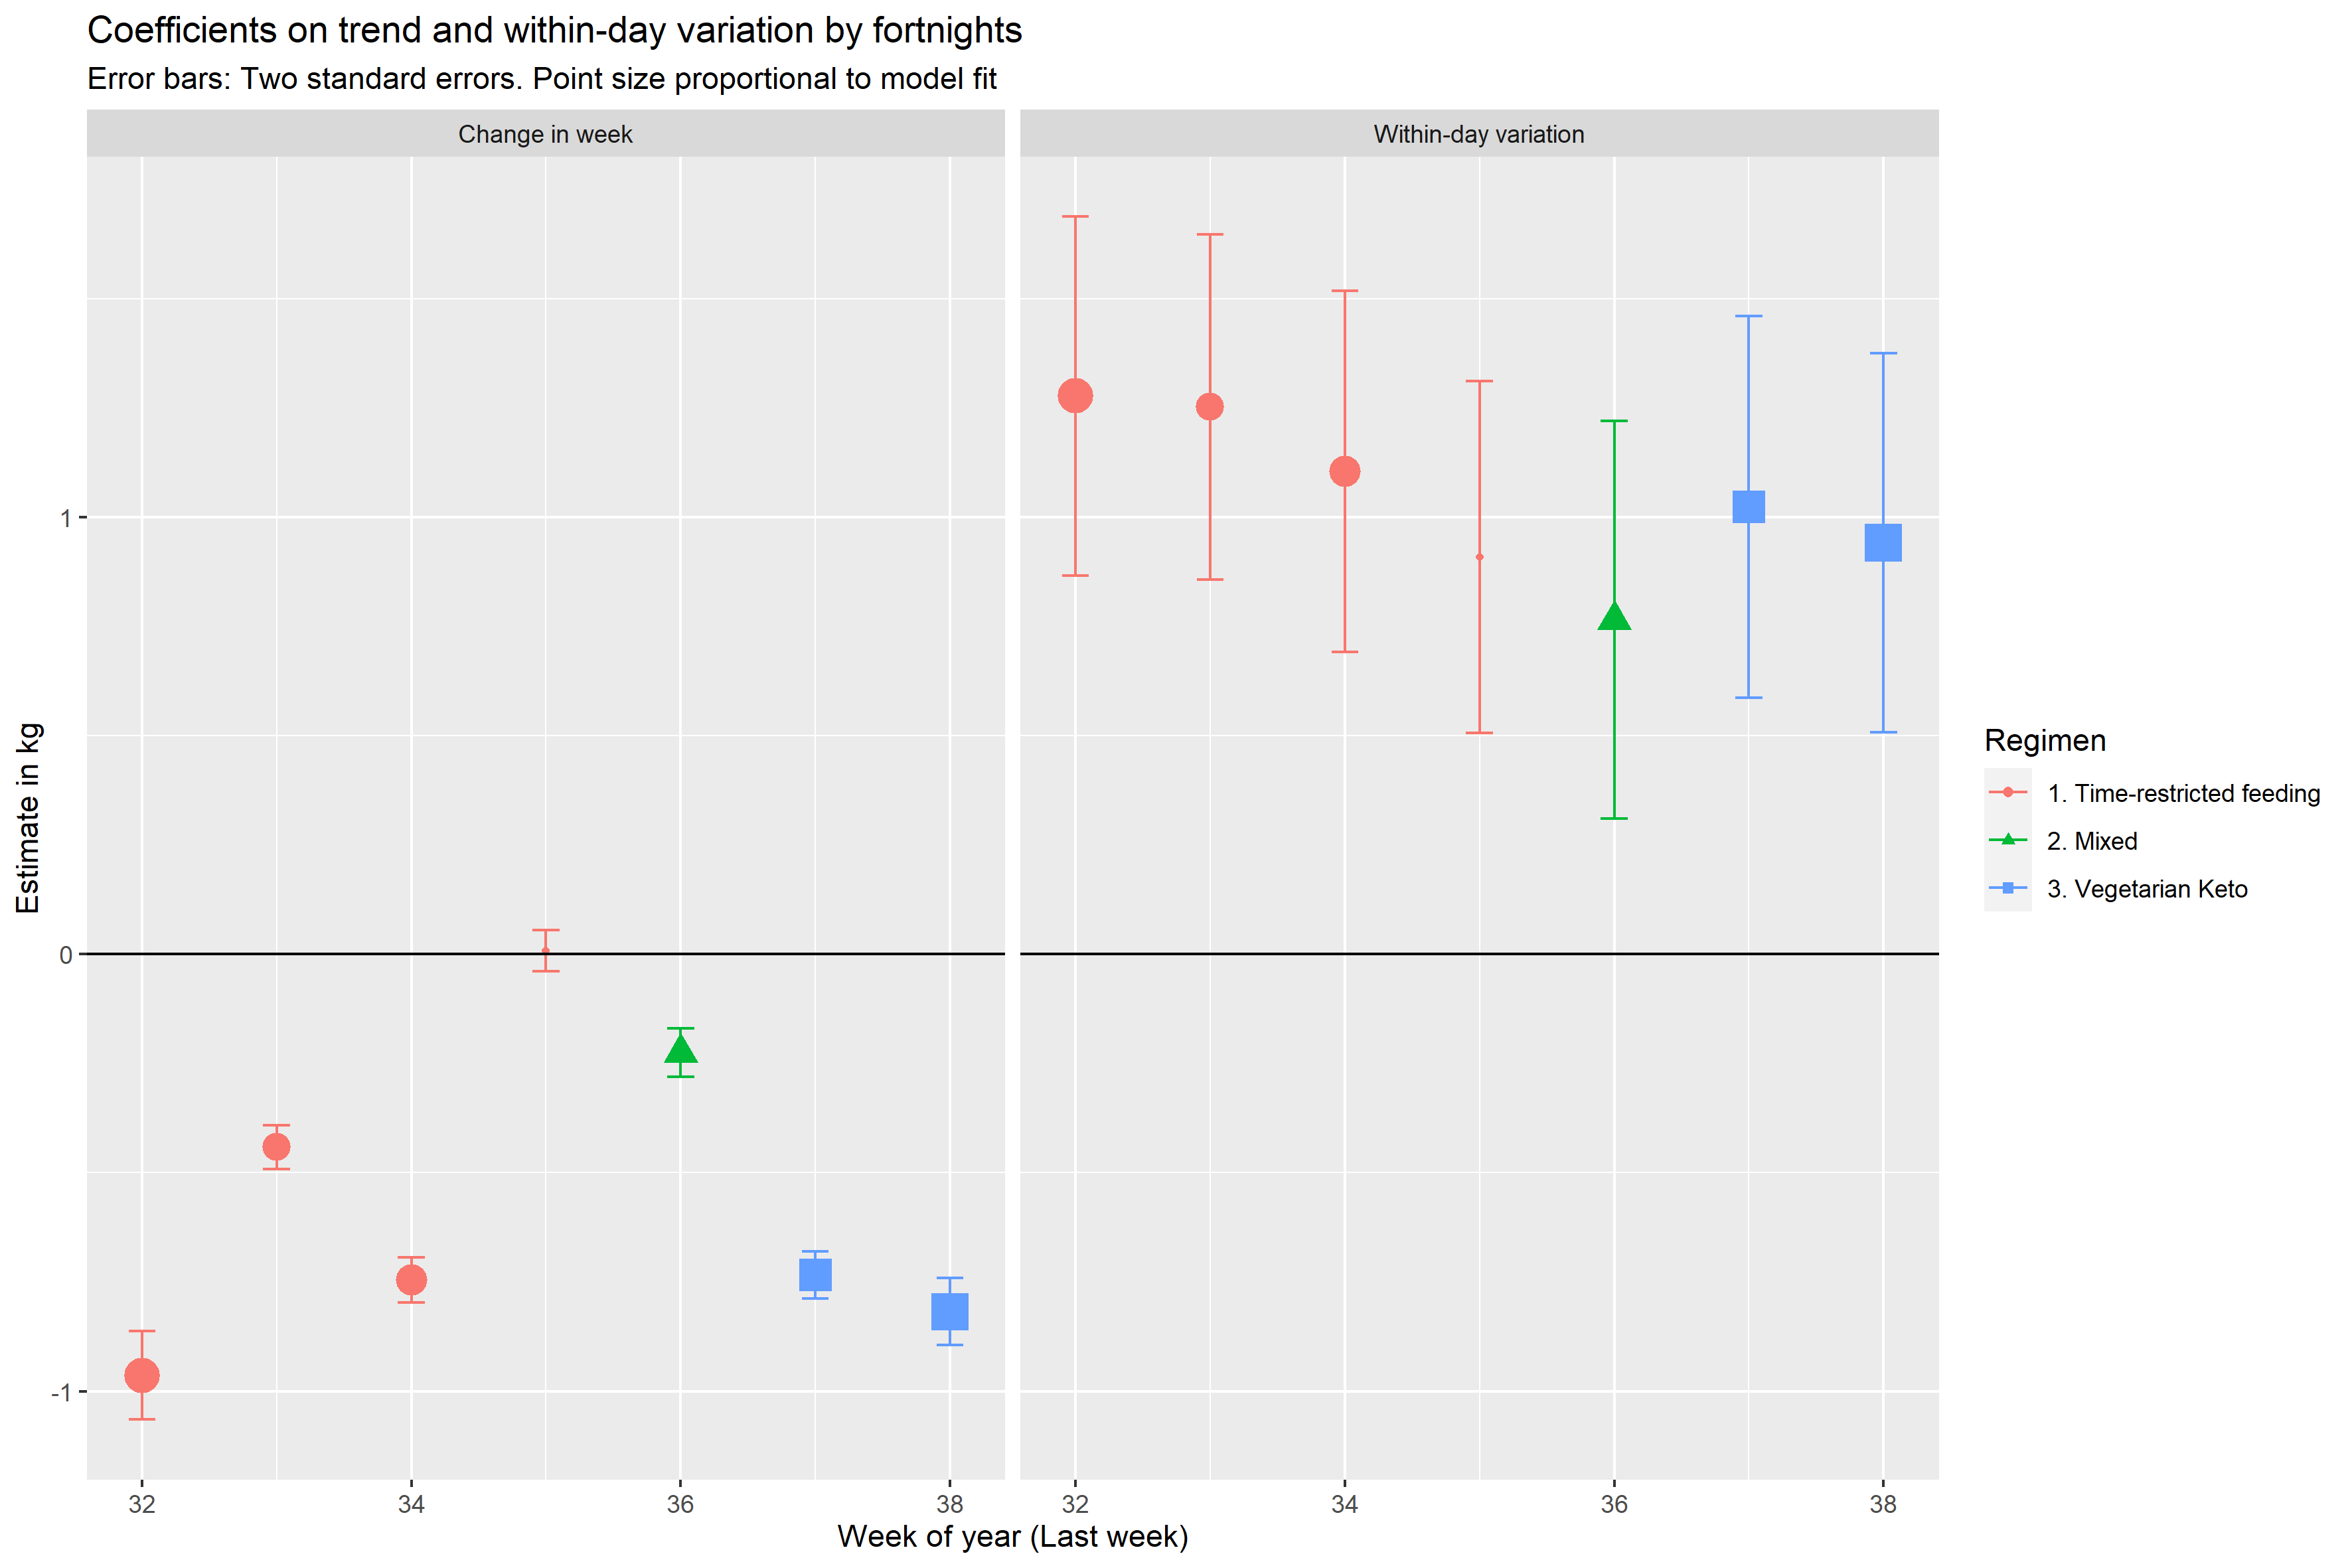 Coefficients on trend and within-day variation by fortnights
Error bars: Two standard errors. Point size proportional to model fit
Change in week
Within-day variation
Estimate in kg
1
0
-1
32
34
36
38
32
34
36
38
Week of year (Last week)
Regimen
1. Time-restricted feeding
2. Mixed
3. Vegetarian Keto